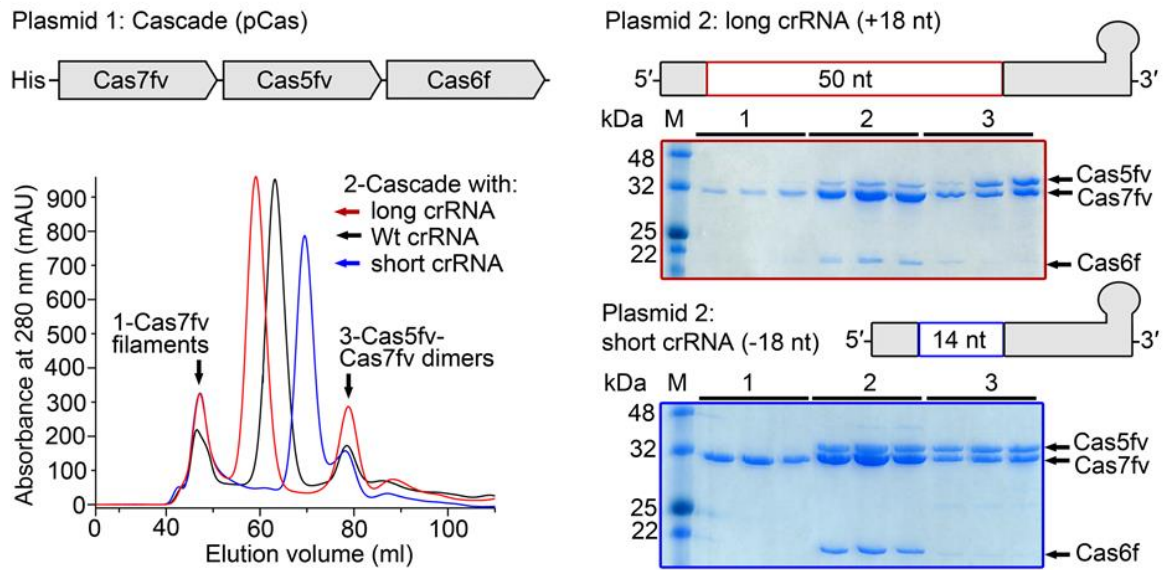 Plasmid 1: Cascade (pCas)
His
Cas7fv
Cas5fv
Cas6f
Absorbance at 280 nm (mAU)
900
800
700
600
500
400
300
200
100
0
0
20
40
60
80
100
Elution volume (ml)
2-Cascade with:
long crRNA
Wt crRNA
short crRNA
1-Cas7fv
filaments
3-Cas5fv-
Cas7fv dimers
Plasmid 2: long crRNA (+18 nt)
5′
50 nt
3′
kDa M 1 2 3
48
32
25
22
Cas5fv
Cas7fv
Cas6f
Plasmid 2:
short crRNA (-18 nt)
5′
14 nt
3′
kDa M 1 2 3
48
32
25
22
Cas5fv
Cas7fv
Cas6f